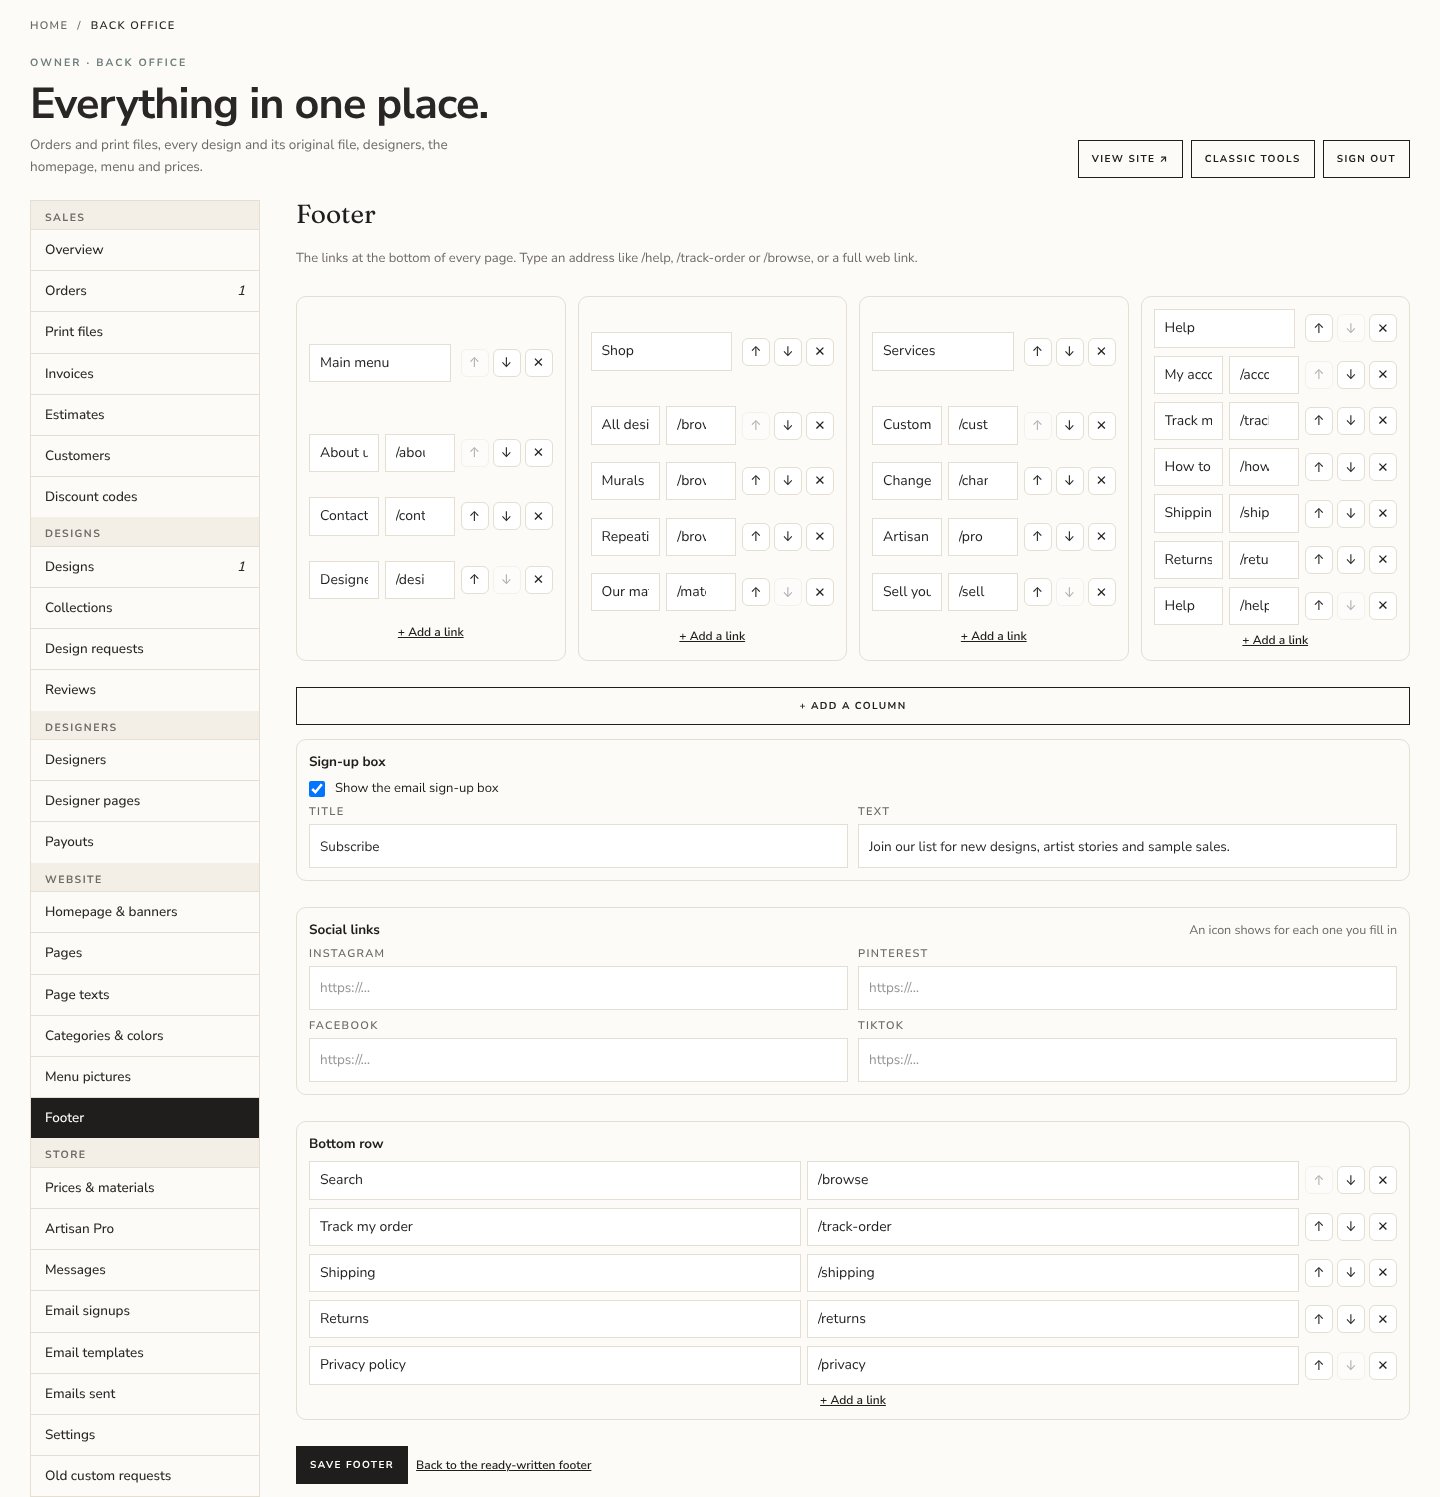 HOME / BACK OFFICE
OWNER · BACK OFFICE
Everything in one place.
Orders and print files, every design and its original file, designers, the
homepage, menu and prices.
VIEW SITE ↗
CLASSIC TOOLS
SIGN OUT
SALES
Overview
Orders 1
Print files
Invoices
Estimates
Customers
Discount codes
DESIGNS
Designs 1
Collections
Design requests
Reviews
DESIGNERS
Designers
Designer pages
Payouts
WEBSITE
Homepage & banners
Pages
Page texts
Categories & colors
Menu pictures
Footer
STORE
Prices & materials
Artisan Pro
Messages
Email signups
Email templates
Emails sent
Settings
Old custom requests
Footer
The links at the bottom of every page. Type an address like /help, /track-order or /browse, or a full web link.
Main menu ↑ ↓ ✕
About u /abou ↑ ↓ ✕
Contact /cont ↑ ↓ ✕
Designe /desi ↑ ↓ ✕
+ Add a link
Shop ↑ ↓ ✕
All desi /brov ↑ ↓ ✕
Murals /brov ↑ ↓ ✕
Repeati /brov ↑ ↓ ✕
Our ma /mat ↑ ↓ ✕
+ Add a link
Services ↑ ↓ ✕
Custom /cust ↑ ↓ ✕
Change /char ↑ ↓ ✕
Artisan /pro ↑ ↓ ✕
Sell you /sell ↑ ↓ ✕
+ Add a link
Help ↑ ↓ ✕
My acco /acco ↑ ↓ ✕
Track m /trac ↑ ↓ ✕
How to /how ↑ ↓ ✕
Shippin /ship ↑ ↓ ✕
Returns /retu ↑ ↓ ✕
Help /help ↑ ↓ ✕
+ Add a link
+ ADD A COLUMN
Sign-up box
Show the email sign-up box
TITLE TEXT
Subscribe Join our list for new designs, artist stories and sample sales.
Social links An icon shows for each one you fill in
INSTAGRAM PINTEREST
https://... https://...
FACEBOOK TIKTOK
https://... https://...
Bottom row
Search /browse ↑ ↓ ✕
Track my order /track-order ↑ ↓ ✕
Shipping /shipping ↑ ↓ ✕
Returns /returns ↑ ↓ ✕
Privacy policy /privacy ↑ ↓ ✕
+ Add a link
SAVE FOOTER Back to the ready-written footer